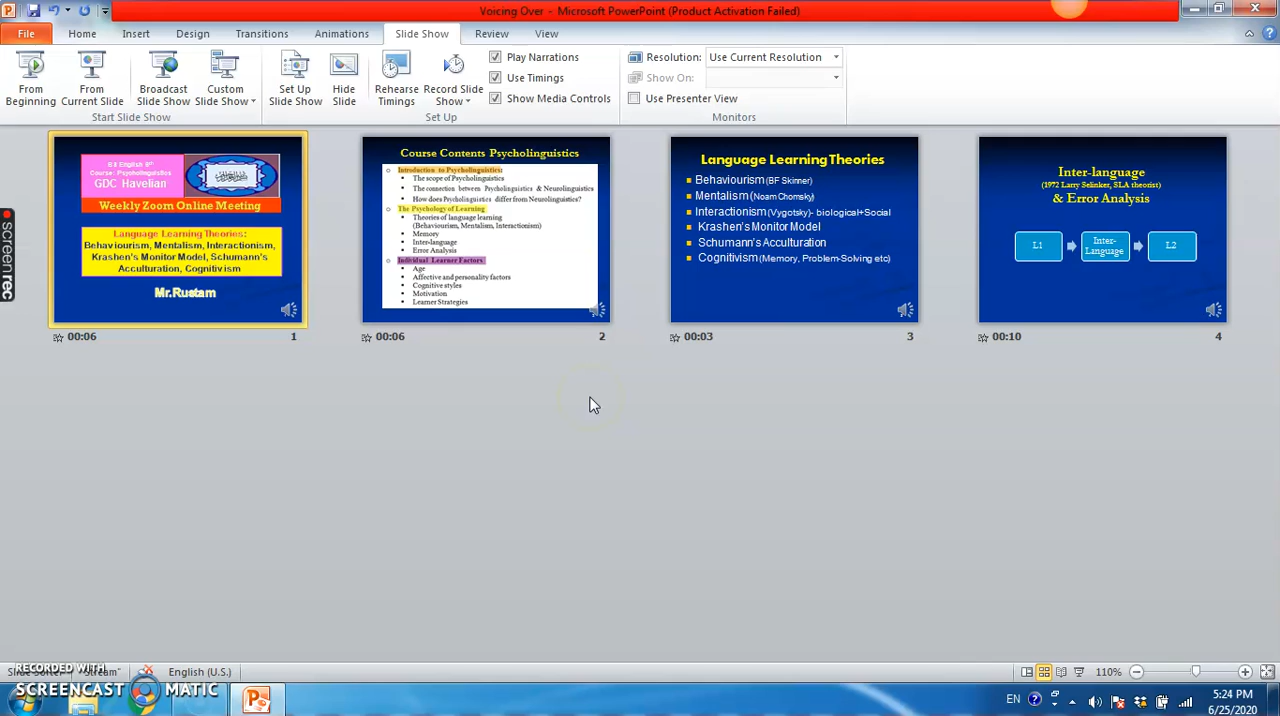 Voicing Over - Microsoft PowerPoint (Product Activation Failed)
File Home Insert Design Transitions Animations Slide Show Review View
From Beginning
From Current Slide
Broadcast Slide Show
Custom Slide Show
Set Up Slide Show
Hide Slide
Rehearse Timings
Record Slide Show
Play Narrations
Use Timings
Show Media Controls
Resolution: Use Current Resolution
Show On:
Use Presenter View
Start Slide Show
Set Up
Monitors
Course: Psycholinguistics
GDC Havelian
Weekly Zoom Online Meeting
Language Learning Theories:
Behaviourism, Mentalism, Interactionism,
Krashen's Monitor Model, Schumann's
Acculturation, Cognitivism
Mr.Rustam
00:06 1
Course Contents Psycholinguistics
Introduction to Psycholinguistics:
The scope of Psycholinguistics
The connection between Psycholinguistics & Neurolinguistics
How does Psycholinguistics differ from Neurolinguistics?
The Psychology of Learning
Theories of language learning
(Behaviourism, Mentalism, Interactionism)
Memory
Inter-language
Error Analysis
Individual Learner Factors
Age
Affective and personality factors
Cognitive styles
Motivation
Learner Strategies
00:06 2
Language Learning Theories
Behaviourism (BF Skinner)
Mentalism (Noam Chomsky)
Interactionism (Vygotsky)- biological+Social
Krashen's Monitor Model
Schumann's Acculturation
Cognitivism (Memory, Problem-Solving etc)
00:03 3
Inter-language
(1972 Larry Selinker, SLA theorist)
& Error Analysis
L1
Inter-
Language
L2
00:10 4
screenrec
RECORDED WITH
SCREENCAST MATIC
English (U.S.)
110%
EN
5:24 PM
6/25/2020